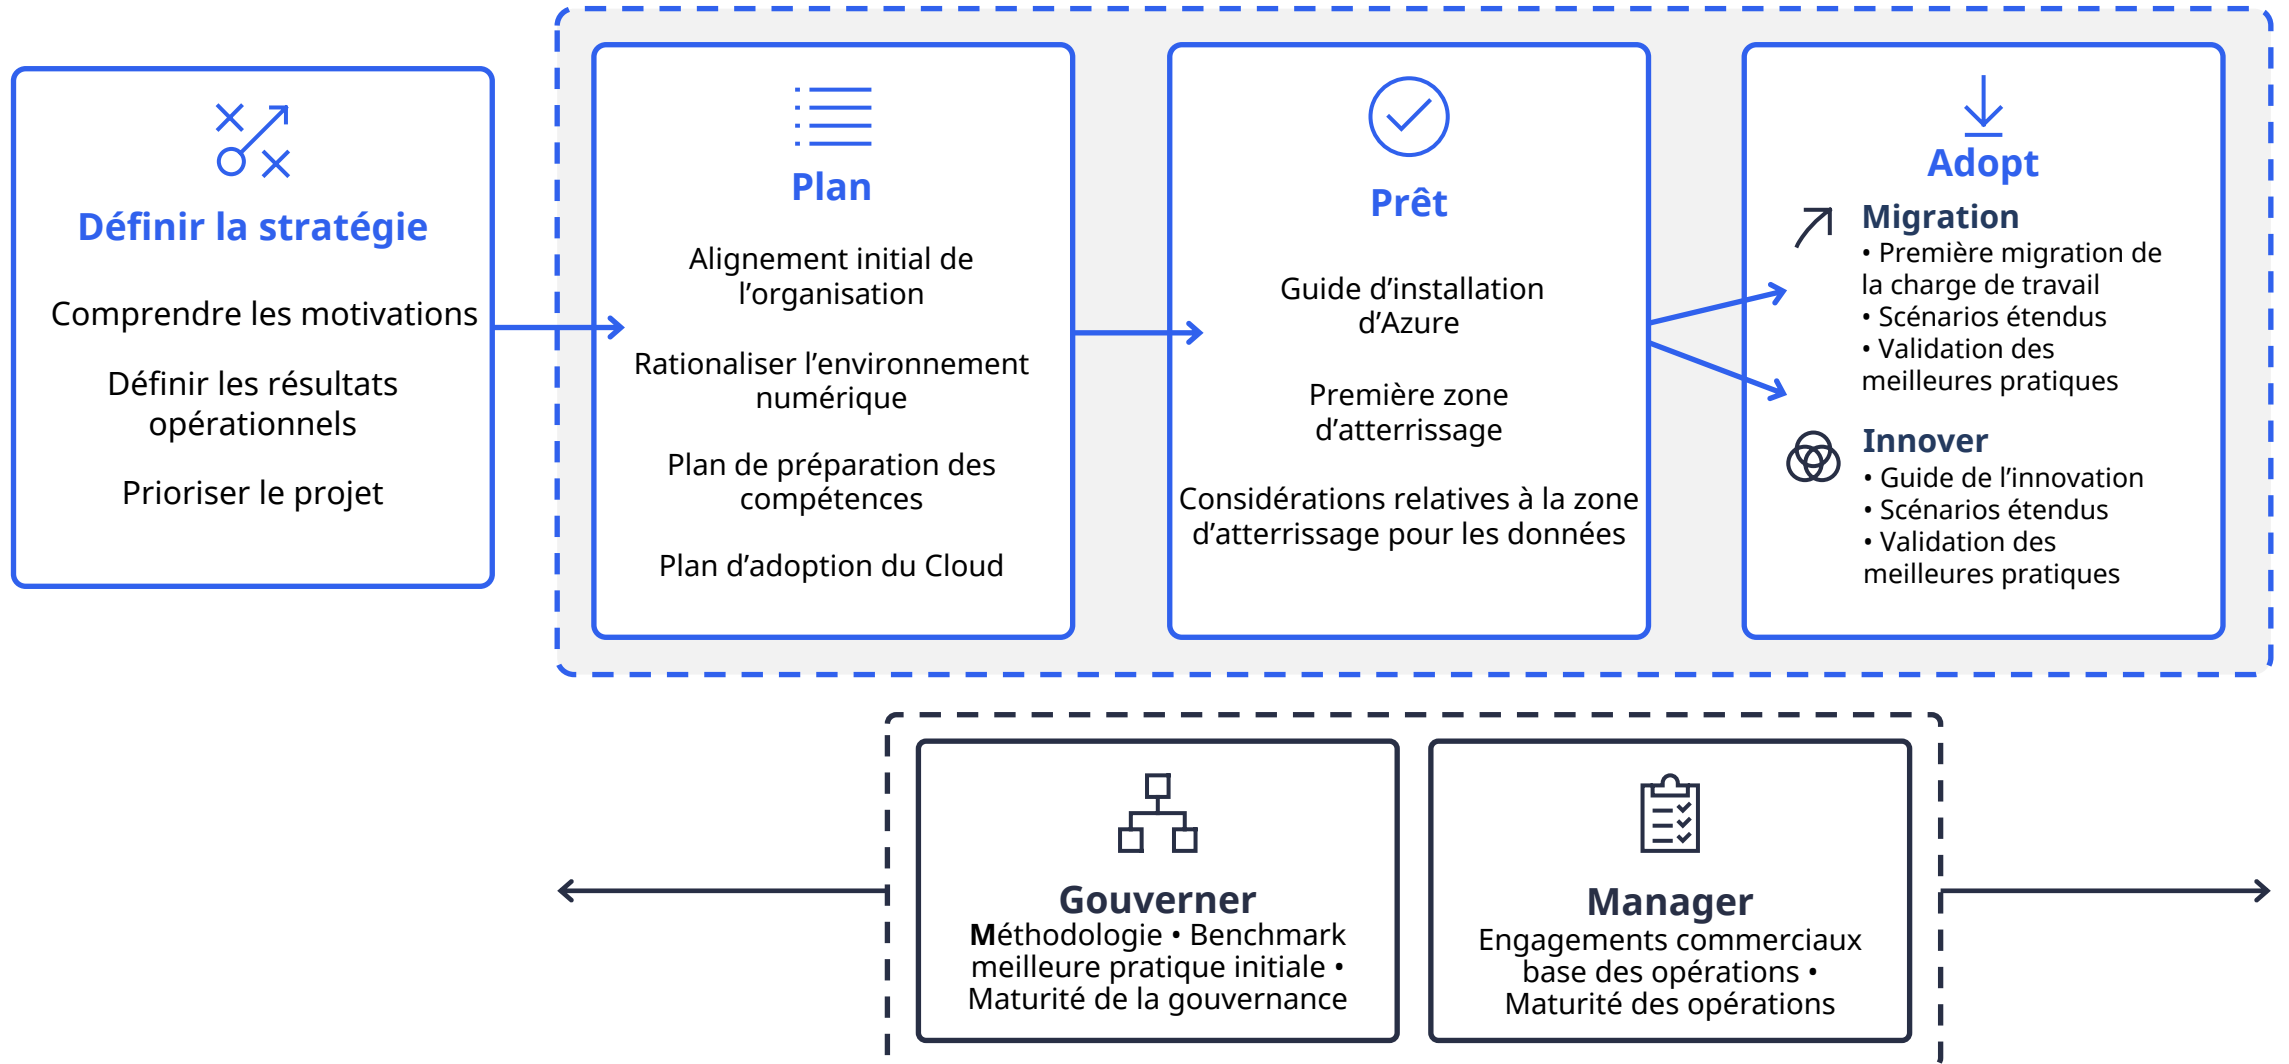 Définir la stratégie
Comprendre les motivations
Définir les résultats
opérationnels
Prioriser le projet
Plan
Alignement initial de
l’organisation
Rationaliser l’environnement
numérique
Plan de préparation des
compétences
Plan d’adoption du Cloud
Prêt
Guide d’installation
d’Azure
Première zone
d’atterrissage
Considérations relatives à la zone
d’atterrissage pour les données
Adopt
Migration
• Première migration de
la charge de travail
• Scénarios étendus
• Validation des
meilleures pratiques
Innover
• Guide de l’innovation
• Scénarios étendus
• Validation des
meilleures pratiques
Gouverner
Méthodologie • Benchmark
meilleure pratique initiale •
Maturité de la gouvernance
Manager
Engagements commerciaux
base des opérations •
Maturité des opérations